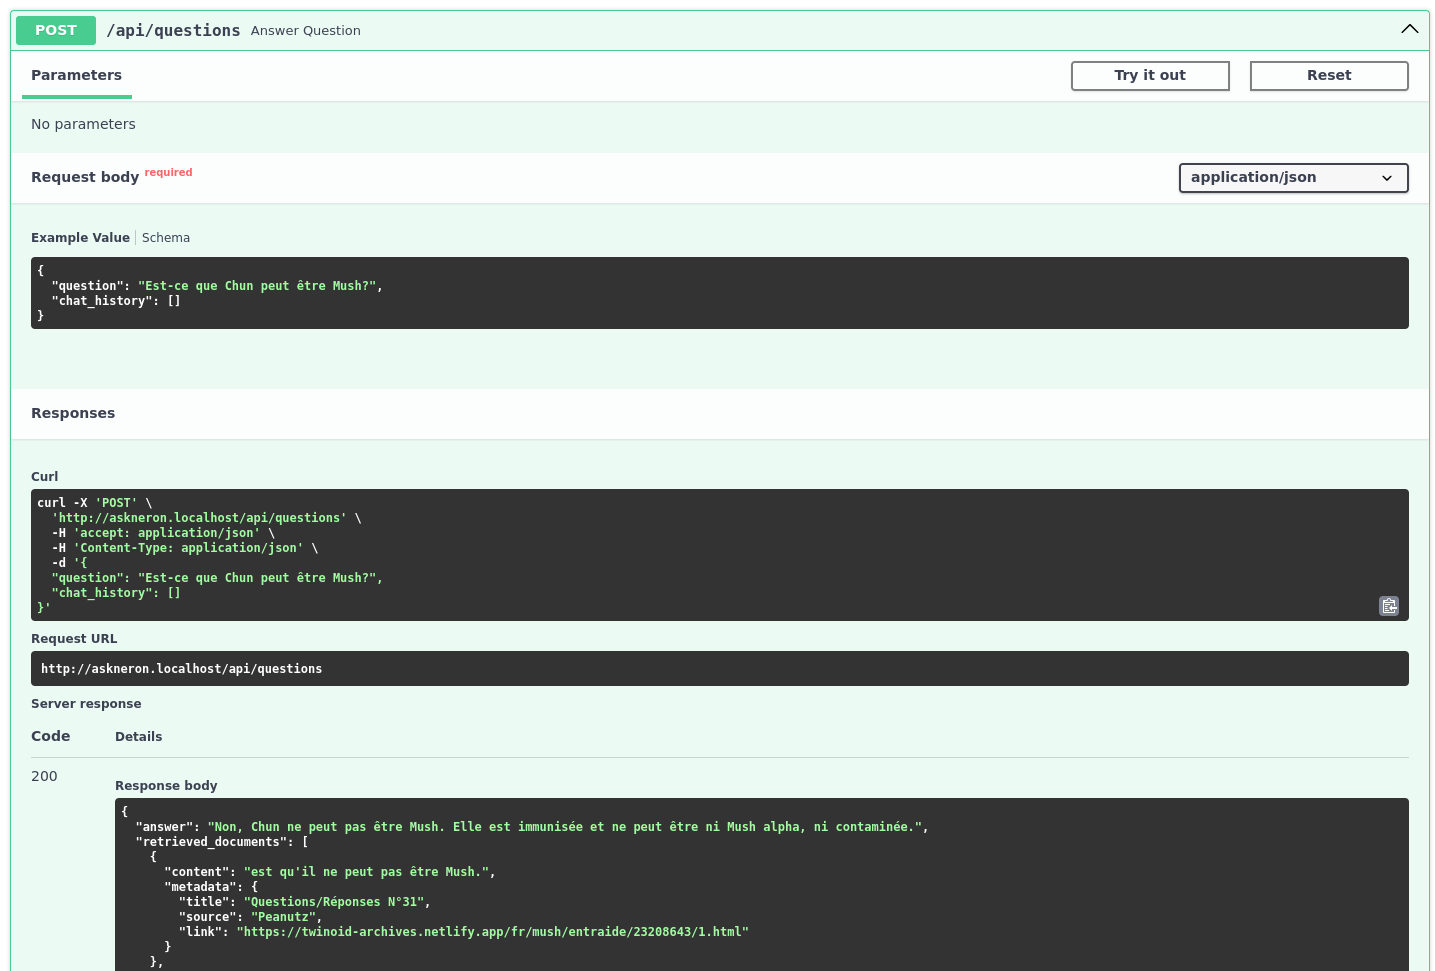 POST /api/questions Answer Question
Parameters Try it out Reset
No parameters
Request body required application/json
Example Value Schema
{
  "question": "Est-ce que Chun peut être Mush?",
  "chat_history": []
}
Responses
Curl
curl -X 'POST' \
  'http://askneron.localhost/api/questions' \
  -H 'accept: application/json' \
  -H 'Content-Type: application/json' \
  -d '{
  "question": "Est-ce que Chun peut être Mush?",
  "chat_history": []
}'
Request URL
http://askneron.localhost/api/questions
Server response
Code Details
200
Response body
{
  "answer": "Non, Chun ne peut pas être Mush. Elle est immunisée et ne peut être ni Mush alpha, ni contaminée.",
  "retrieved_documents": [
    {
      "content": "est qu'il ne peut pas être Mush.",
      "metadata": {
        "title": "Questions/Réponses N°31",
        "source": "Peanutz",
        "link": "https://twinoid-archives.netlify.app/fr/mush/entraide/23208643/1.html"
      }
    },